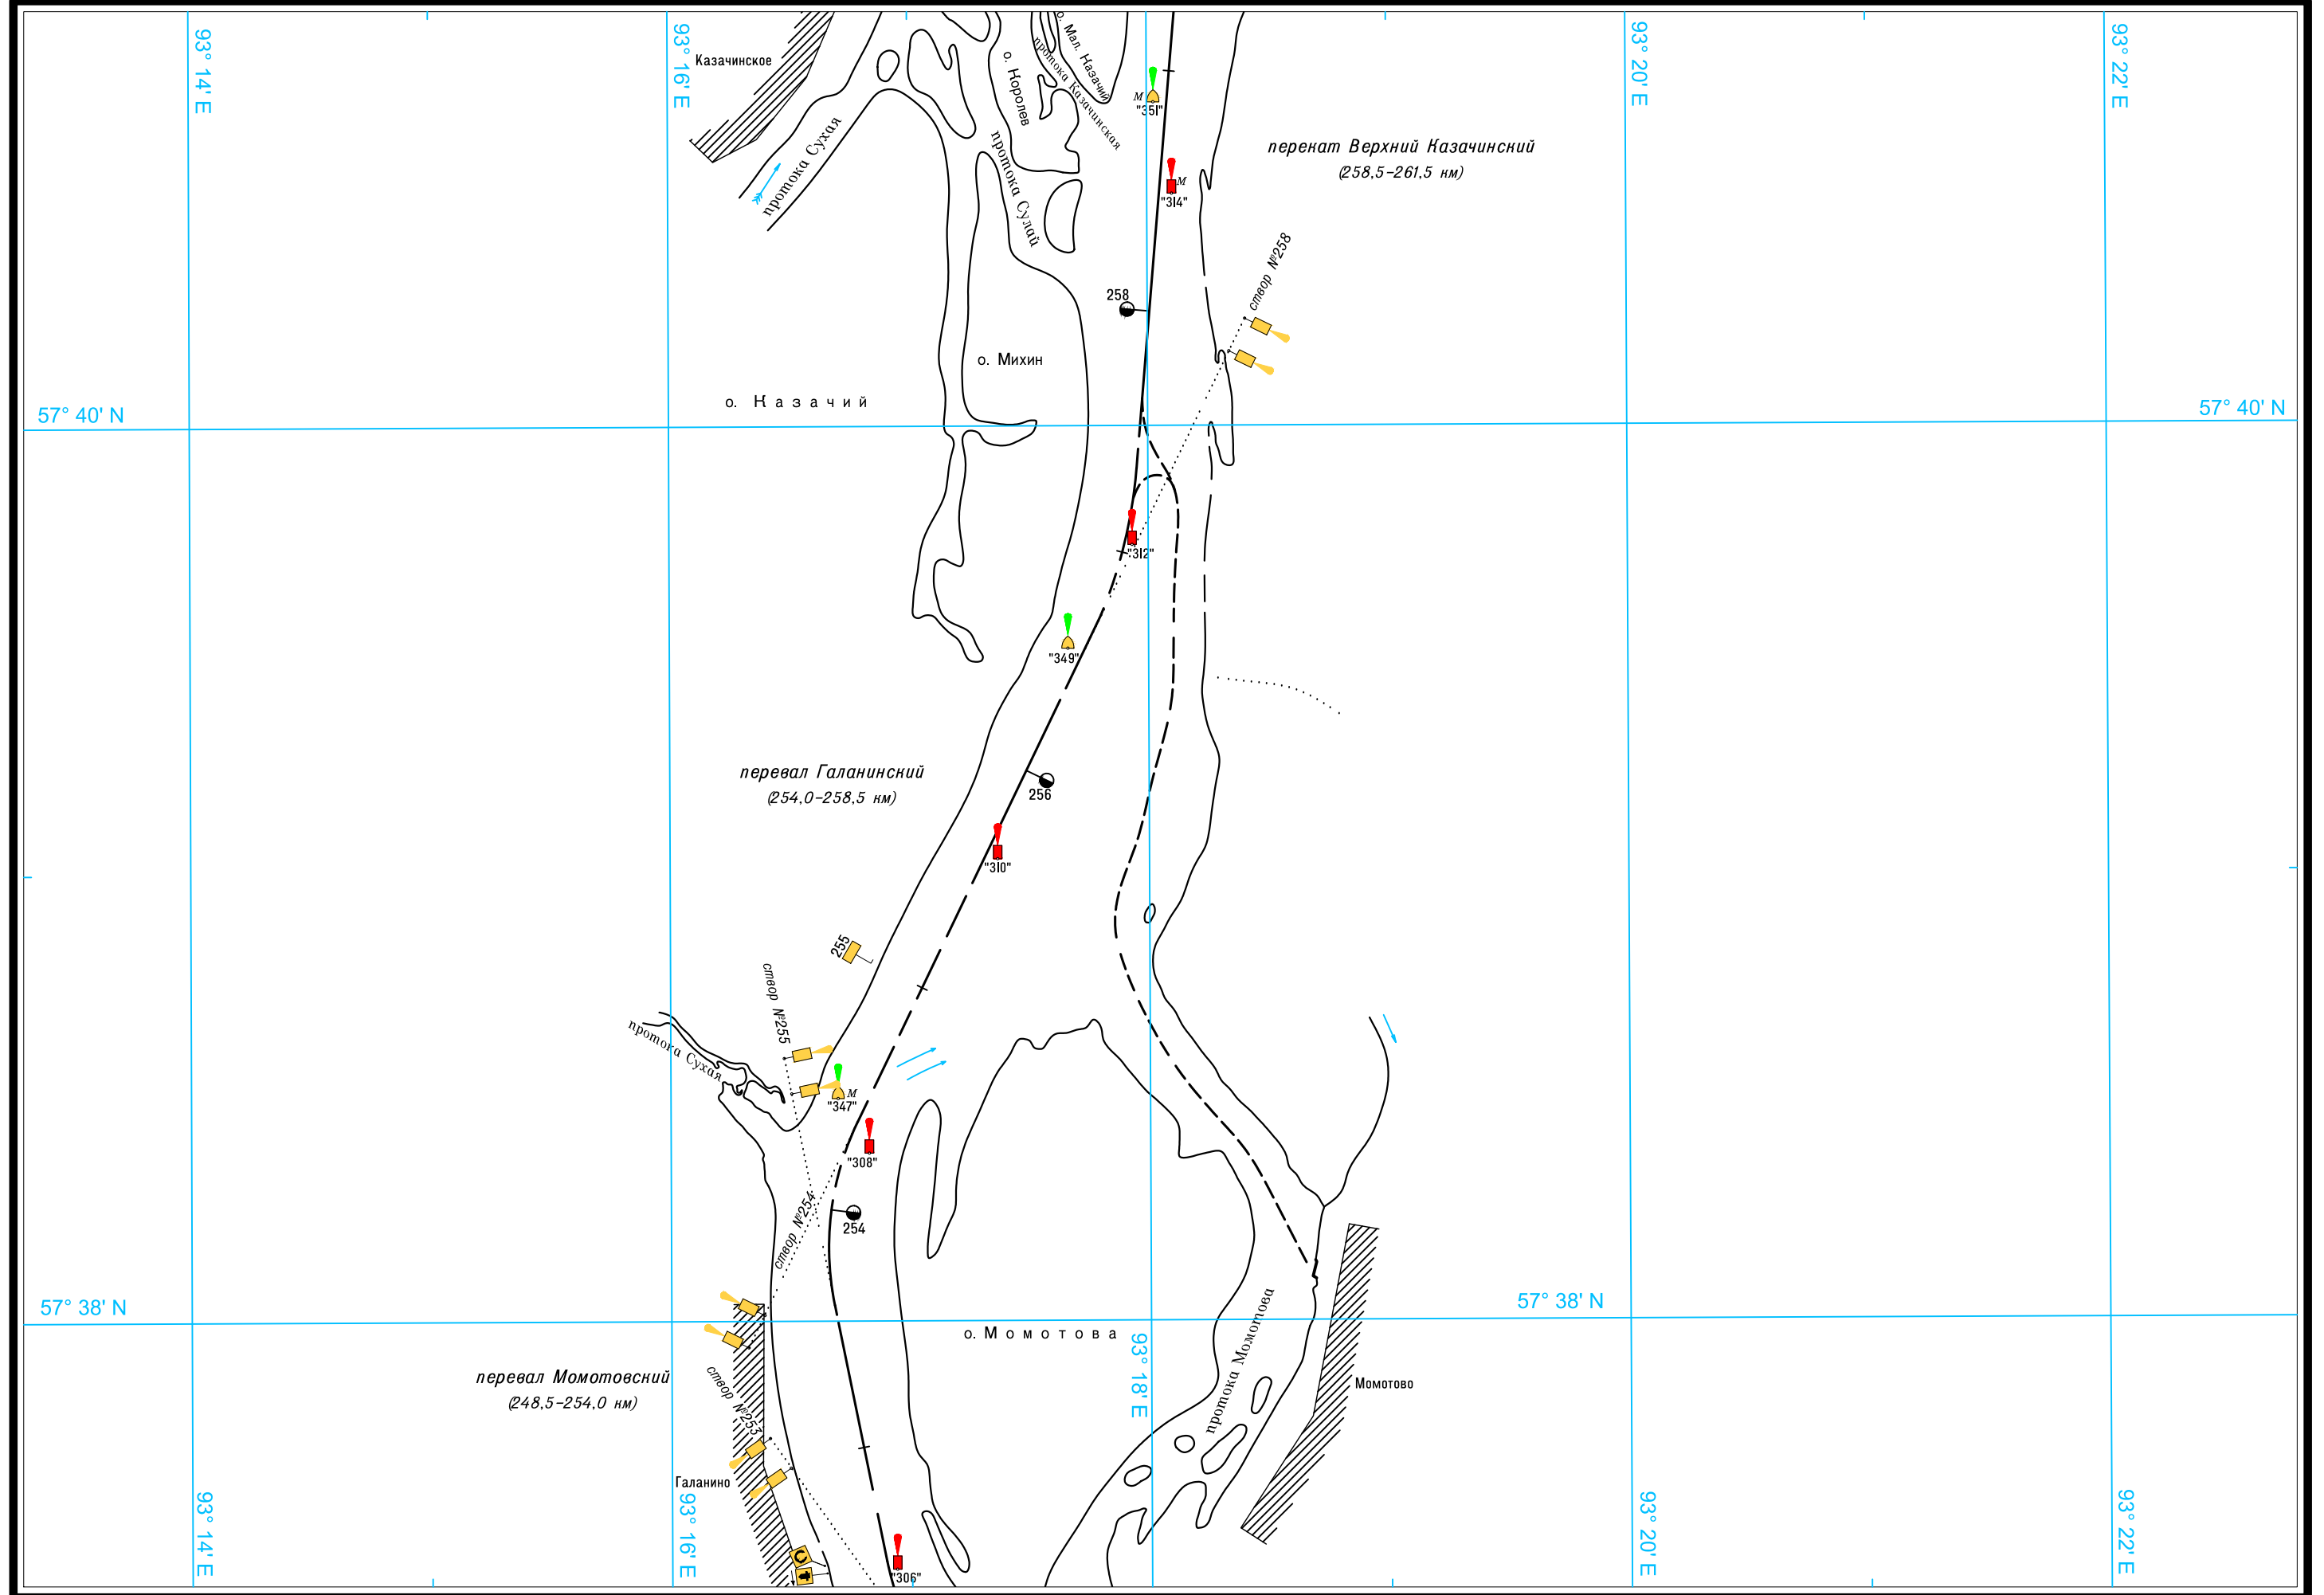 93° 14' E
93° 16' E
93° 20' E
93° 22' E
Казачинское
о. Мал. Казачий
протока Казачинская
о. Королев
М
"351"
перекат Верхний Казачинский
(258,5-261,5 км)
протока Сухая
протока Сулай
М
"314"
створ №258
258
о. Михин
о. Казачий
57° 40' N
57° 40' N
"312"
"349"
перевал Галанинский
(254,0-258,5 км)
256
"310"
255
створ №255
протока Сухая
М
"347"
"308"
створ №254
254
57° 38' N
57° 38' N
о. Момотова
93° 18' E
протока Момотова
перевал Момотовский
(248,5-254,0 км)
створ №253
Момотово
Галанино
93° 14' E
93° 16' E
93° 20' E
93° 22' E
"306"